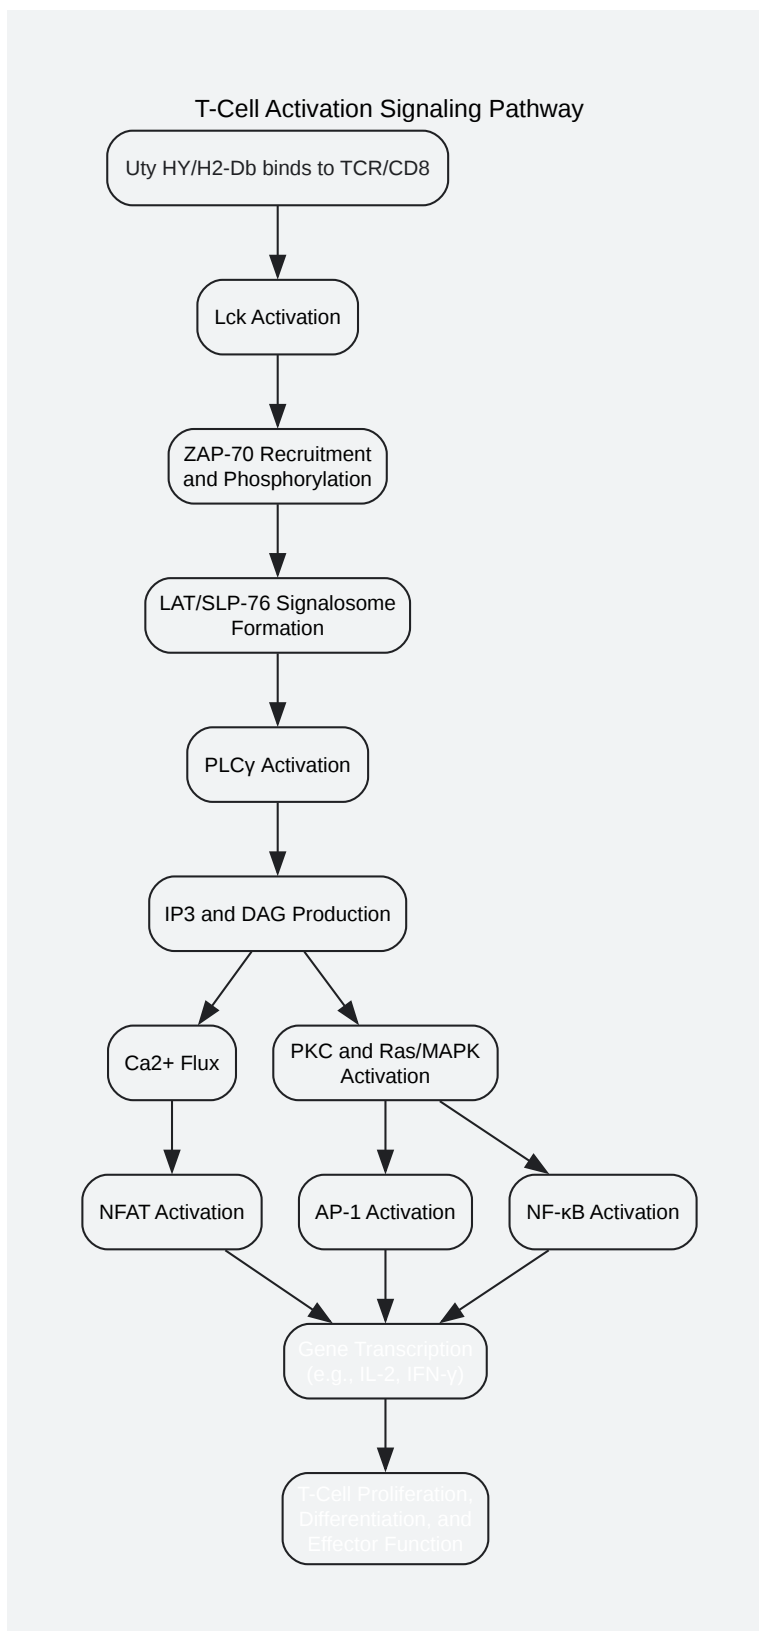 T-Cell Activation Signaling Pathway
Uty HY/H2-Db binds to TCR/CD8
Lck Activation
ZAP-70 Recruitment
and Phosphorylation
LAT/SLP-76 Signalosome
Formation
PLCγ Activation
IP3 and DAG Production
Ca2+ Flux
PKC and Ras/MAPK
Activation
NFAT Activation
AP-1 Activation
NF-κB Activation
Gene Transcription
(e.g., IL-2, IFN-γ)
T-Cell Proliferation,
Differentiation, and
Effector Function